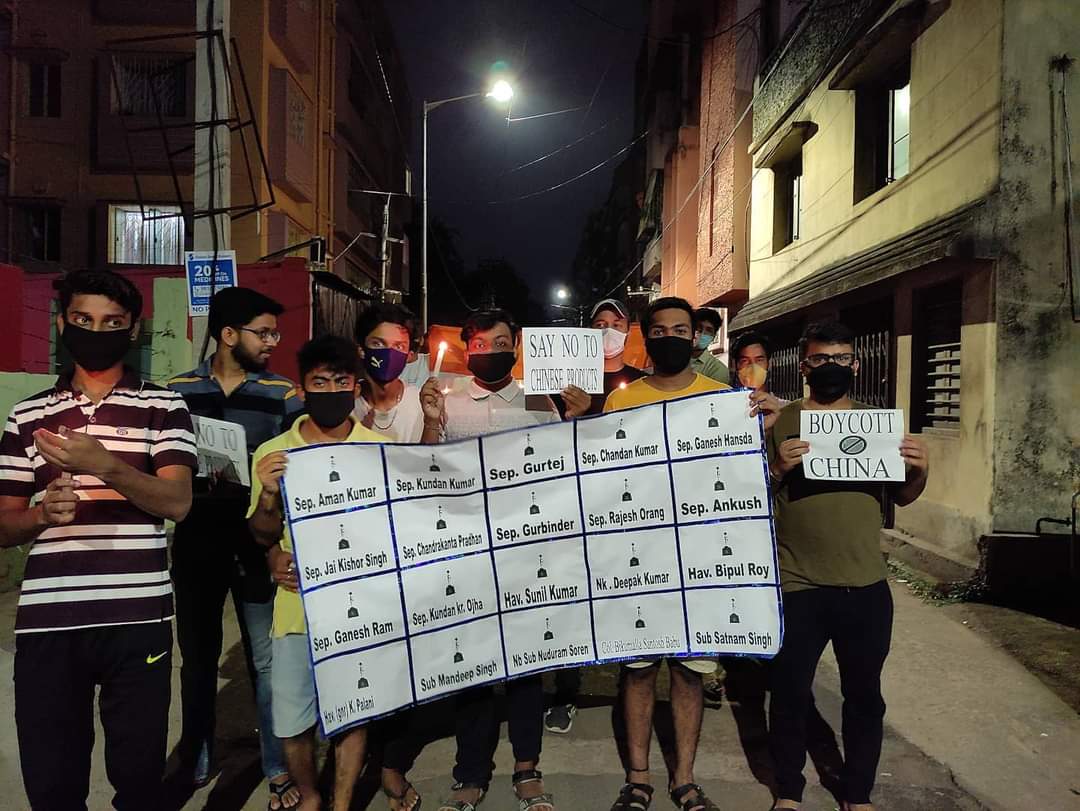 20%
MEDICINES
NO TO
SAY NO TO
CHINESE PRODUCTS
BOYCOTT
CHINA
Sep. Aman Kumar
Sep. Kundan Kumar
Sep. Gurtej
Sep. Chandan Kumar
Sep. Ganesh Hansda
Sep. Jai Kishor Singh
Sep. Chandrakanta Pradhan
Sep. Gurbinder
Sep. Rajesh Orang
Sep. Ankush
Sep. Ganesh Ram
Sep. Kundan kr. Ojha
Hav. Sunil Kumar
Nk . Deepak Kumar
Hav. Bipul Roy
Hav. (gnr) K. Palani
Sub Mandeep Singh
Nb Sub Nuduram Soren
Col. Bikumalla Santosh Babu
Sub Satnam Singh